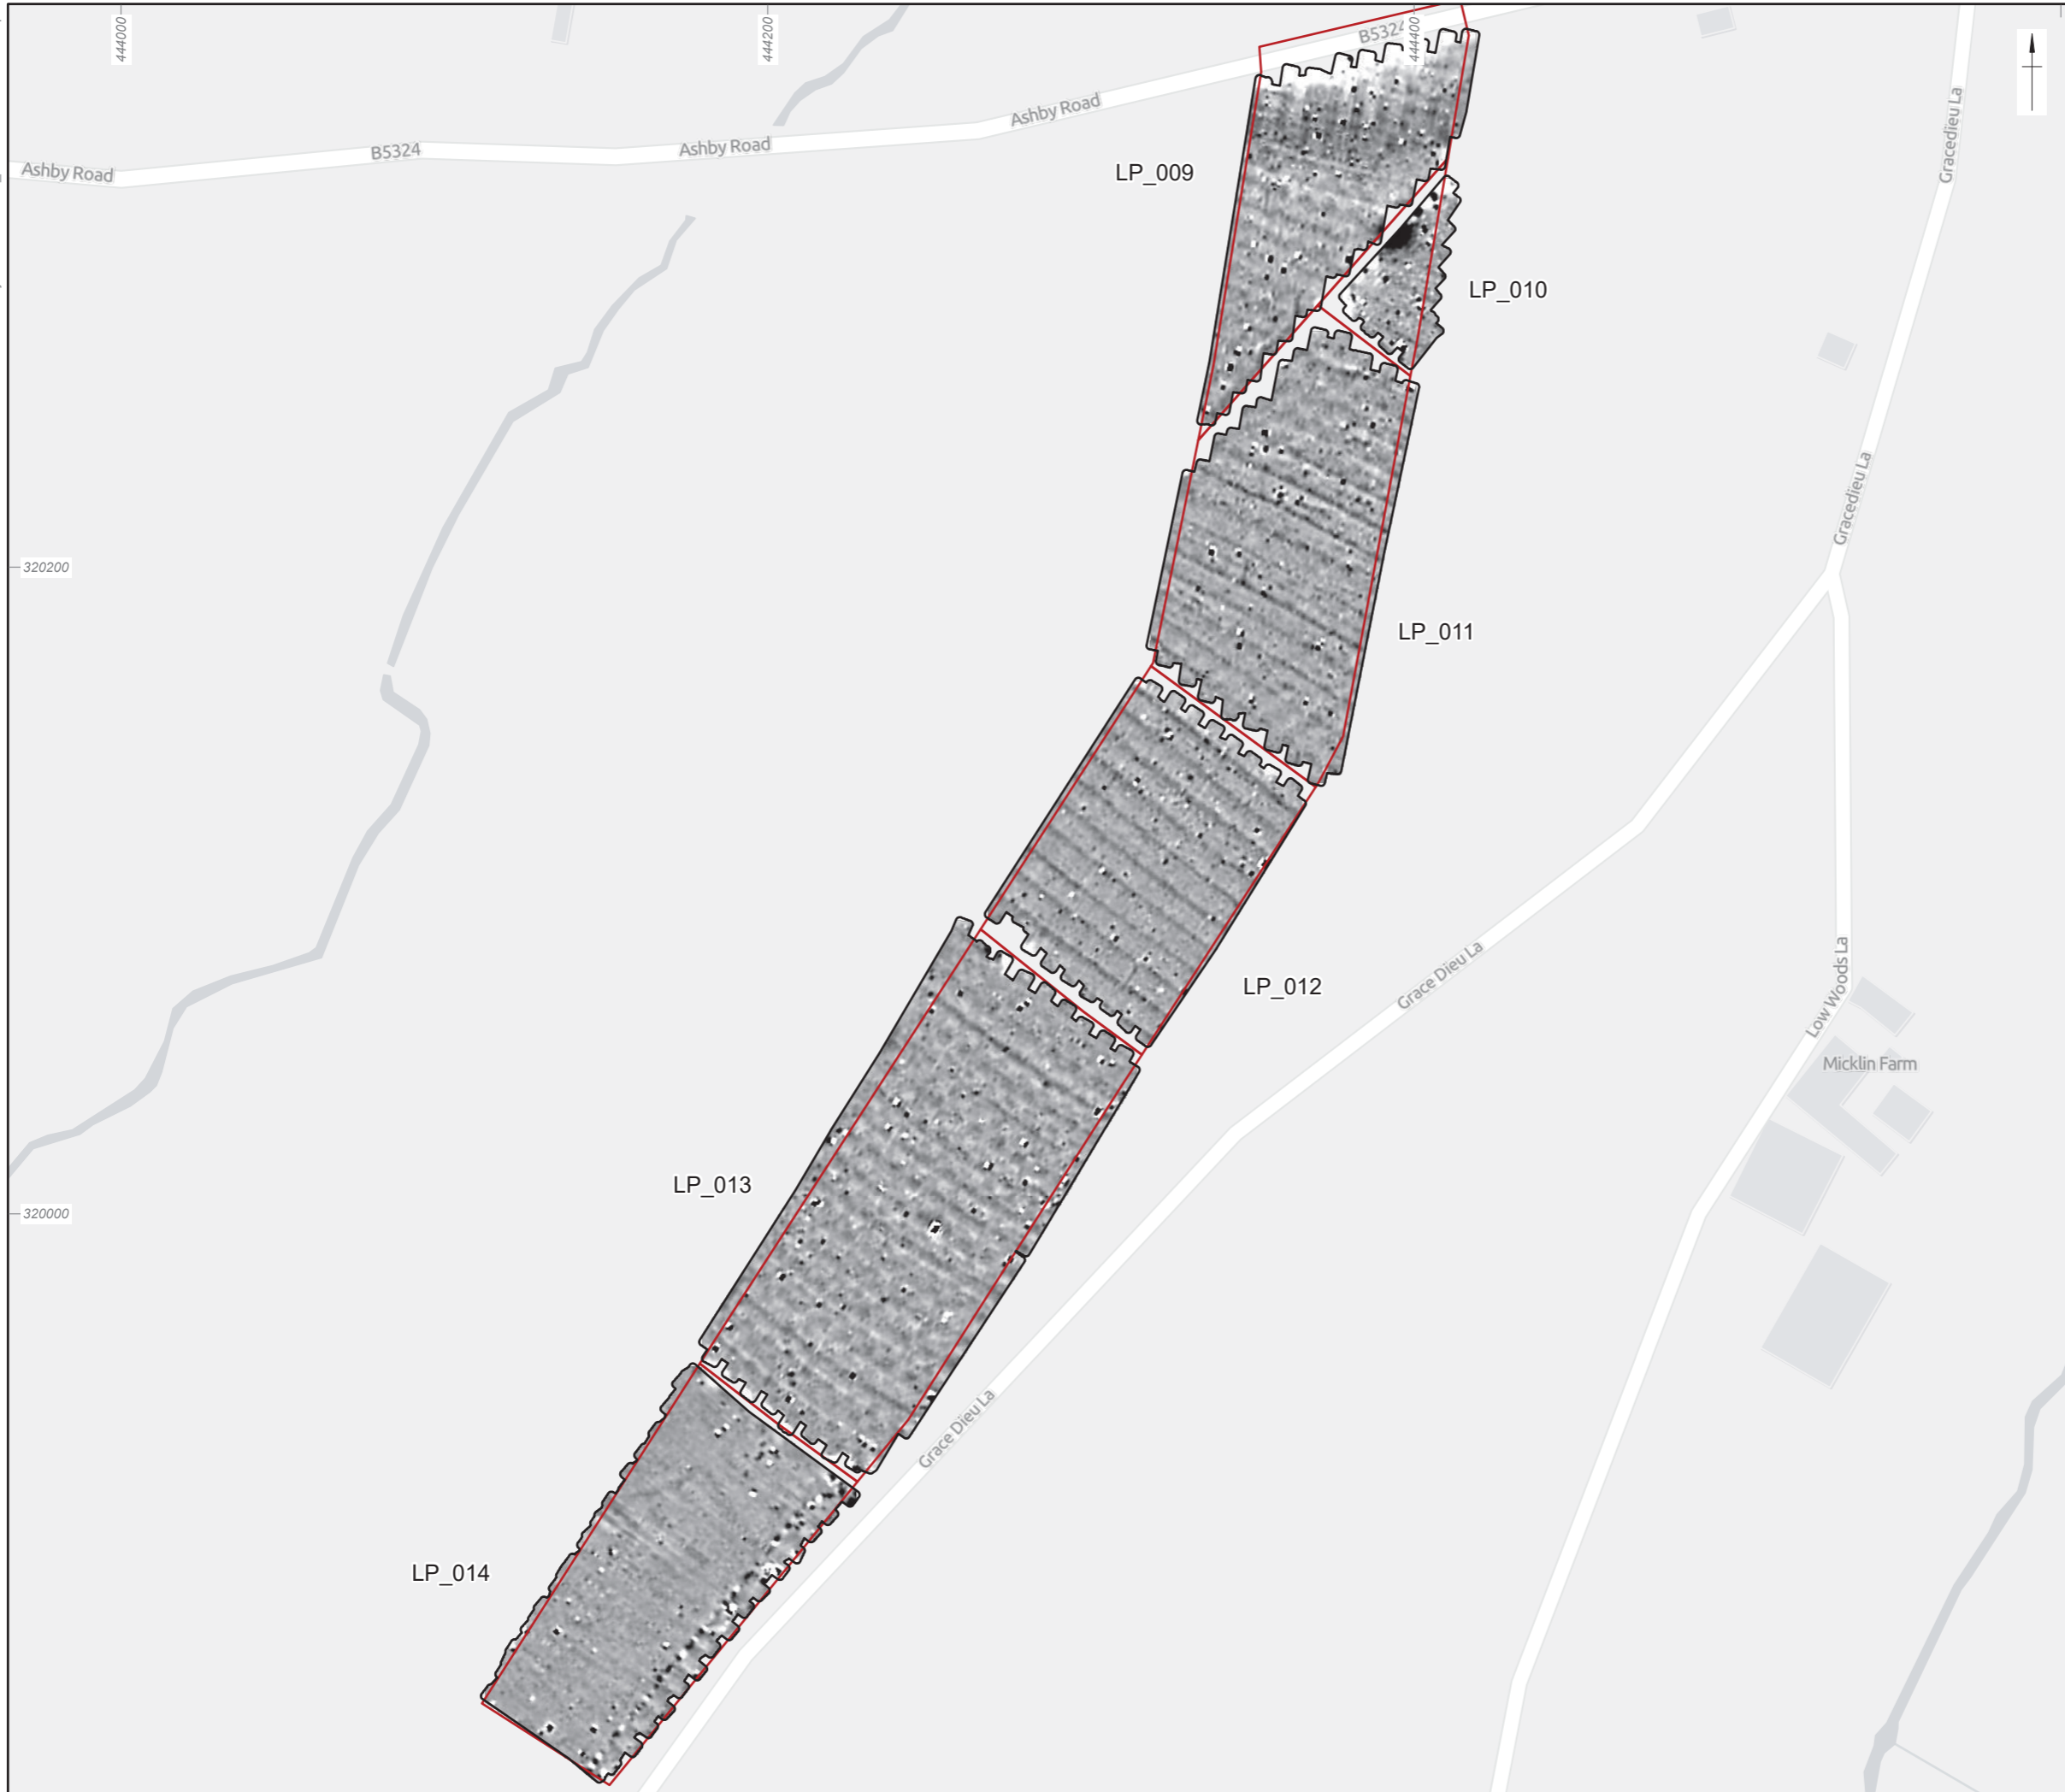 444000
444200
444400
B5324
Ashby Road
Ashby Road
B5324
Ashby Road
Gracedieu La
LP_009
LP_010
Gracedieu La
320200
LP_011
Grace Dieu La
LP_012
Low Woods La
Micklin Farm
LP_013
320000
Grace Dieu La
LP_014